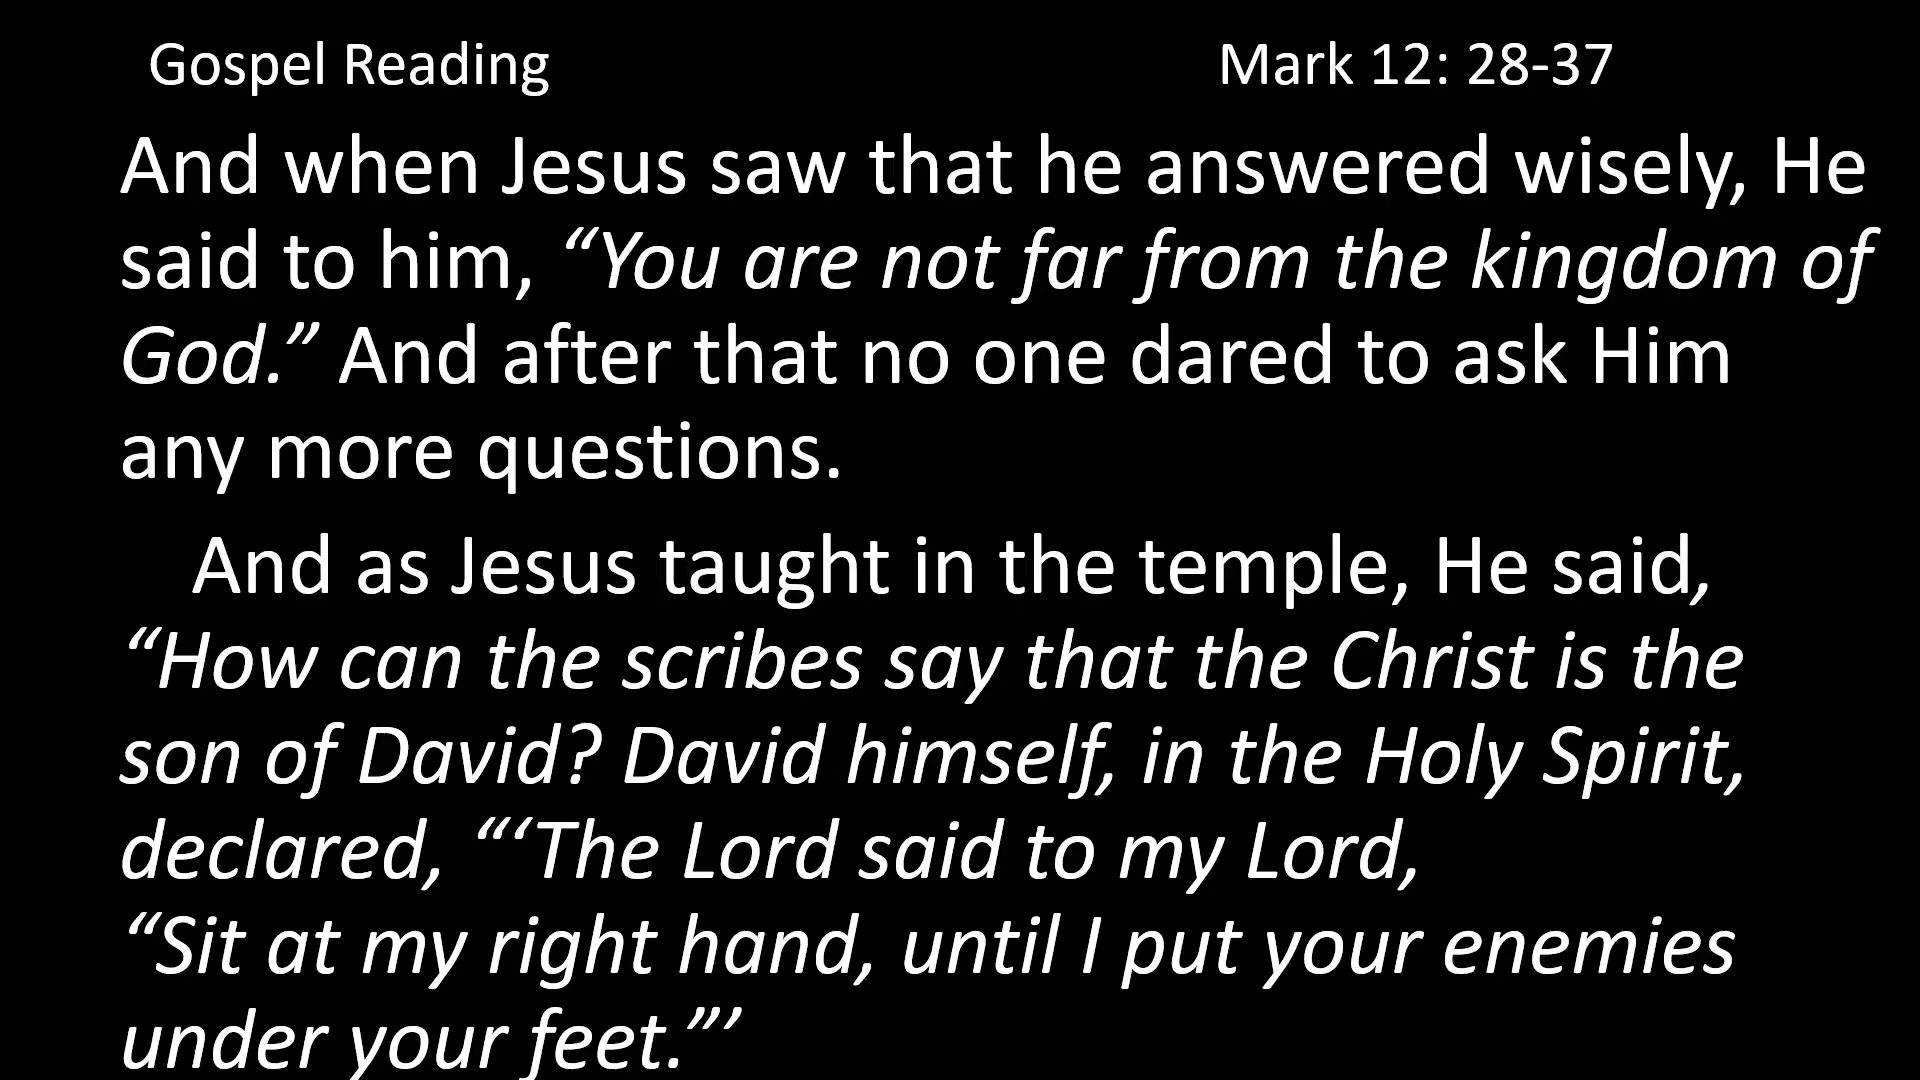 Gospel Reading Mark 12: 28-37
And when Jesus saw that he answered wisely, He
said to him, “You are not far from the kingdom of
God.” And after that no one dared to ask Him
any more questions.
And as Jesus taught in the temple, He said,
“How can the scribes say that the Christ is the
son of David? David himself, in the Holy Spirit,
declared, “‘The Lord said to my Lord,
“Sit at my right hand, until I put your enemies
under your feet.”’